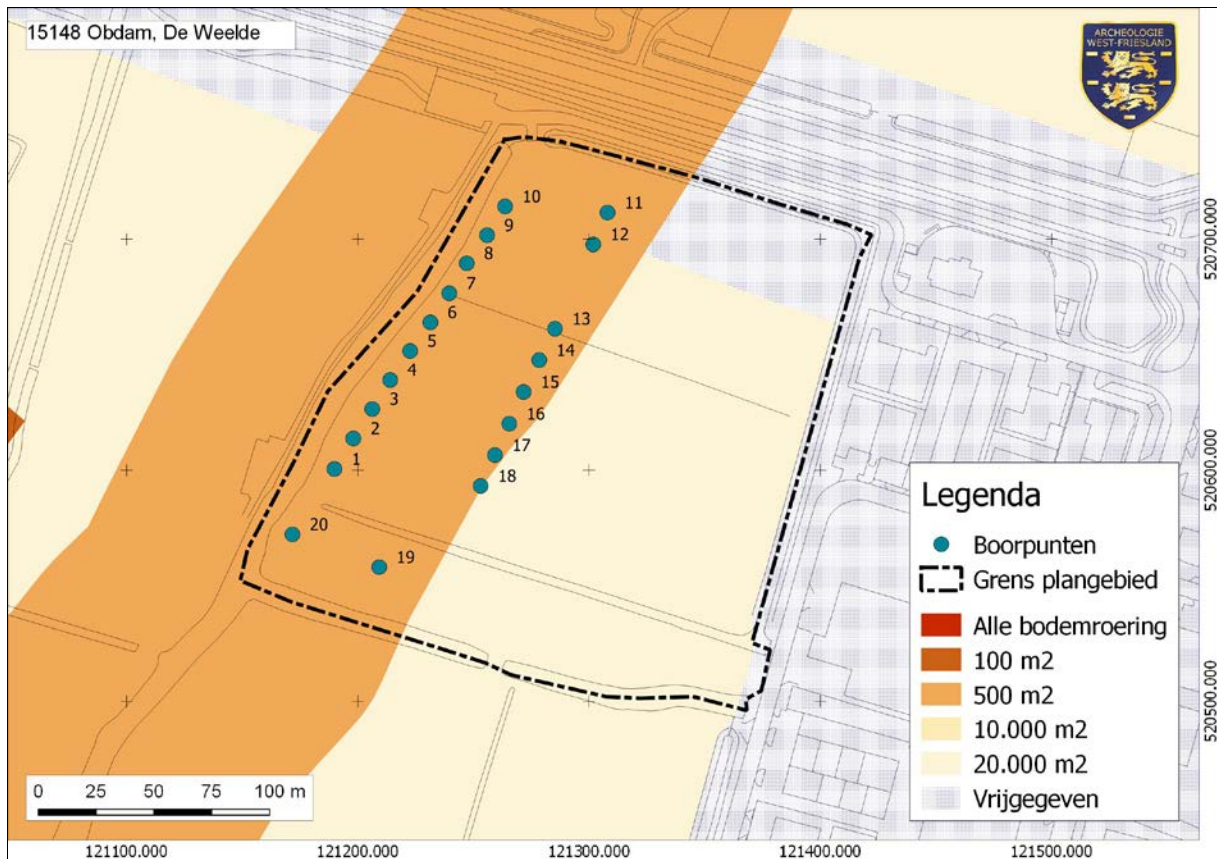 15148 Obdam, De Weelde
ARCHEOLOGIE
WEST-FRIESLAND
10
11
9
12
8
7
6
13
5
14
4
15
3
16
2
17
1
18
20
19
520700.000
520600.000
520500.000
Legenda
Boorpunten
Grens plangebied
Alle bodemroering
100 m2
500 m2
10.000 m2
20.000 m2
Vrijgegeven
0 25 50 75 100 m
121100.000 121200.000 121300.000 121400.000 121500.000